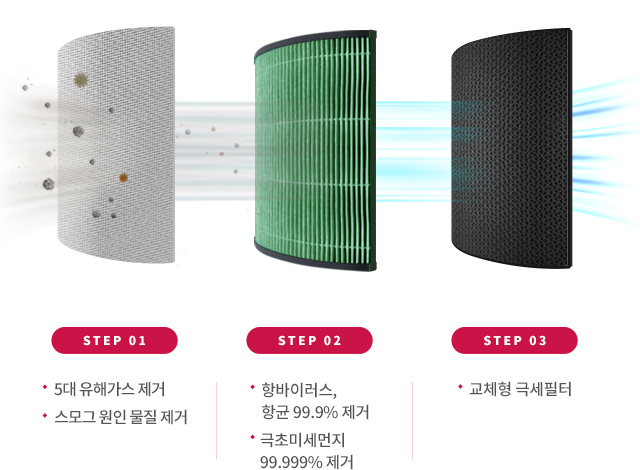 STEP 01
STEP 02
STEP 03
5대 유해가스 제거
스모그 원인 물질 제거
항바이러스,
항균 99.9% 제거
극초미세먼지
99.999% 제거
교체형 극세필터